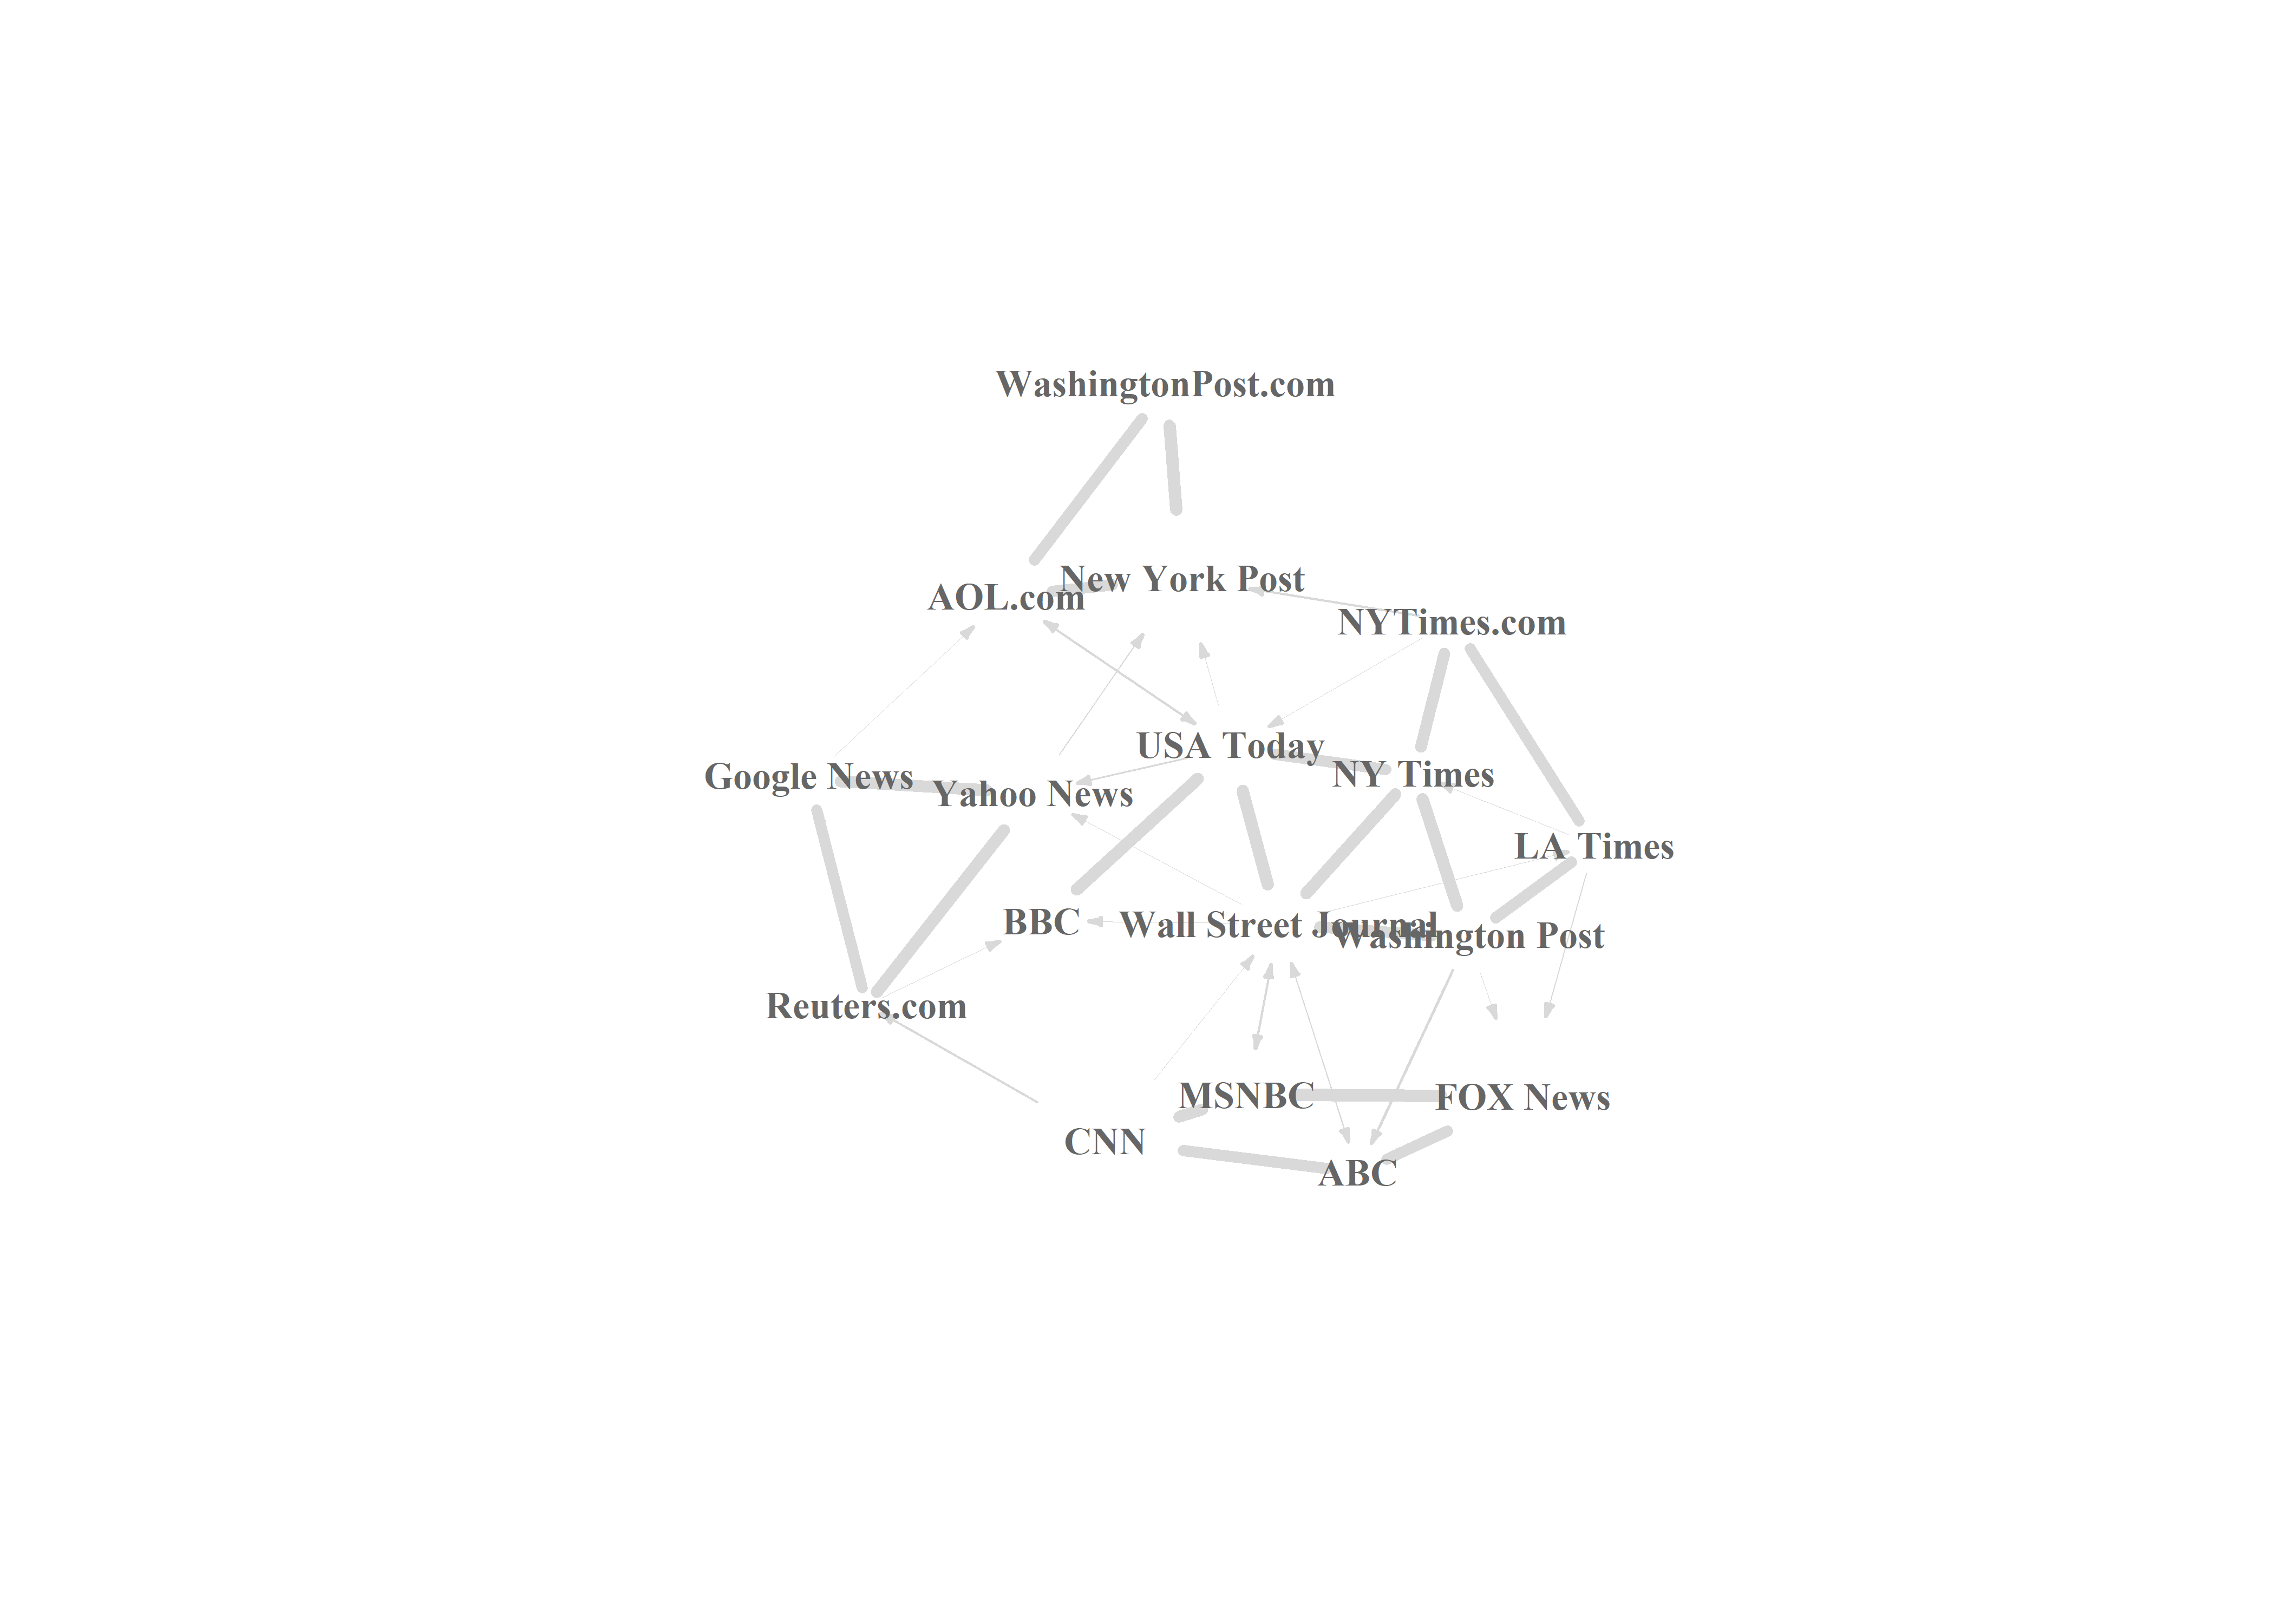 WashingtonPost.com
New York Post
AOL.com
NYTimes.com
USA Today
NY Times
Google News
Yahoo News
LA Times
BBC
Wall Street Journal
Washington Post
Reuters.com
MSNBC
FOX News
CNN
ABC